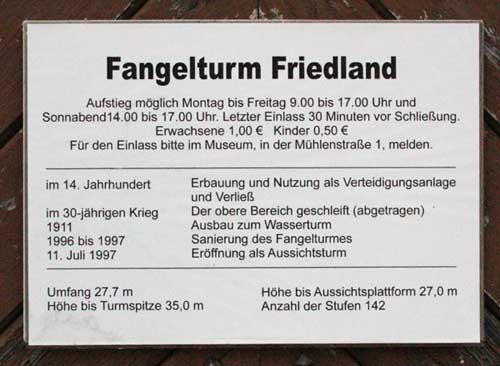 Fangelturm Friedland
Aufstieg möglich Montag bis Freitag 9.00 bis 17.00 Uhr und
Sonnabend14.00 bis 17.00 Uhr. Letzter Einlass 30 Minuten vor Schließung.
Erwachsene 1,00 € Kinder 0,50 €
Für den Einlass bitte im Museum, in der Mühlenstraße 1, melden.
im 14. Jahrhundert Erbauung und Nutzung als Verteidigungsanlage
und Verließ
im 30-jährigen Krieg Der obere Bereich geschleift (abgetragen)
1911 Ausbau zum Wasserturm
1996 bis 1997 Sanierung des Fangelturmes
11. Juli 1997 Eröffnung als Aussichtsturm
Umfang 27,7 m Höhe bis Aussichtsplattform 27,0 m
Höhe bis Turmspitze 35,0 m Anzahl der Stufen 142